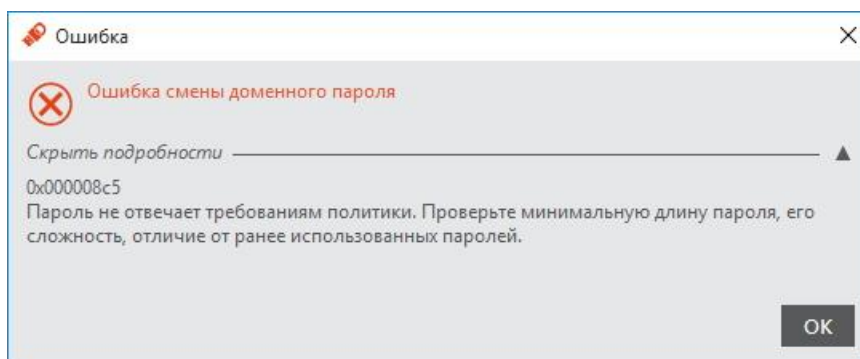 Ошибка
Ошибка смены доменного пароля
Скрыть подробности
0x000008c5
Пароль не отвечает требованиям политики. Проверьте минимальную длину пароля, его
сложность, отличие от ранее использованных паролей.
OK